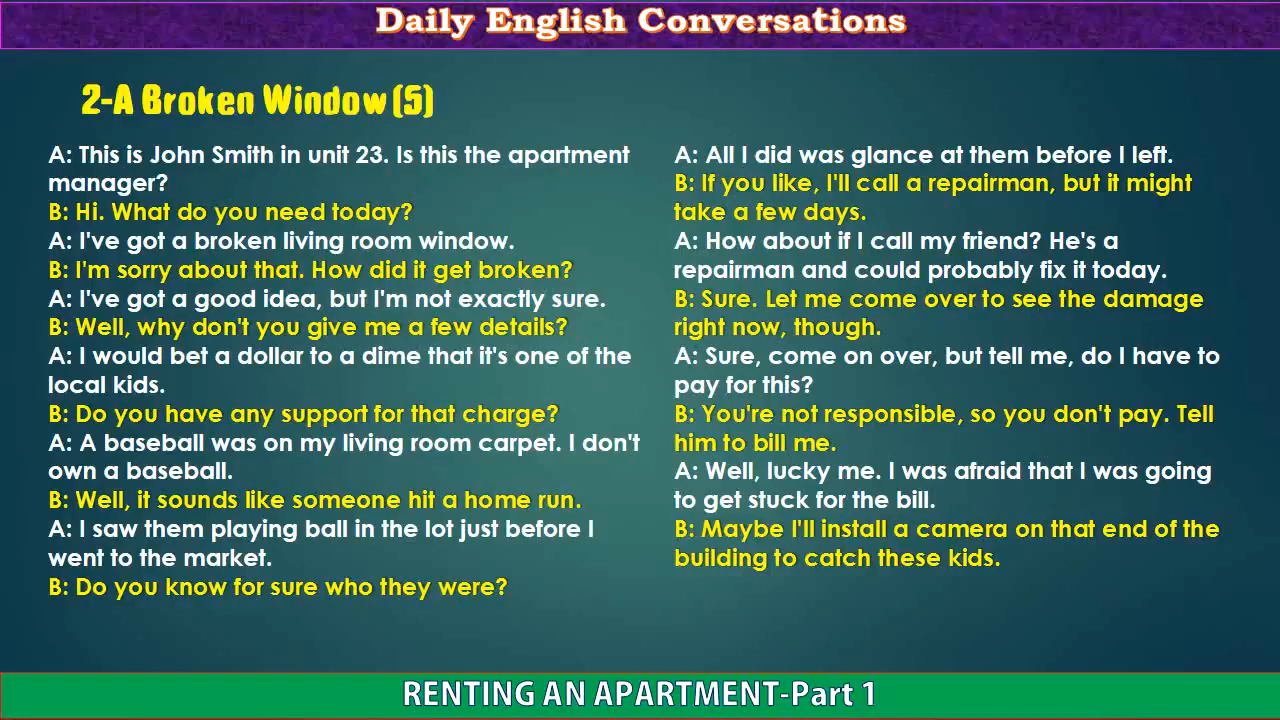 Daily English Conversations
2-A Broken Window(5)
A: This is John Smith in unit 23. Is this the apartment
manager?
B: Hi. What do you need today?
A: I've got a broken living room window.
B: I'm sorry about that. How did it get broken?
A: I've got a good idea, but I'm not exactly sure.
B: Well, why don't you give me a few details?
A: I would bet a dollar to a dime that it's one of the
local kids.
B: Do you have any support for that charge?
A: A baseball was on my living room carpet. I don't
own a baseball.
B: Well, it sounds like someone hit a home run.
A: I saw them playing ball in the lot just before I
went to the market.
B: Do you know for sure who they were?
A: All I did was glance at them before I left.
B: If you like, I'll call a repairman, but it might
take a few days.
A: How about if I call my friend? He's a
repairman and could probably fix it today.
B: Sure. Let me come over to see the damage
right now, though.
A: Sure, come on over, but tell me, do I have to
pay for this?
B: You're not responsible, so you don't pay. Tell
him to bill me.
A: Well, lucky me. I was afraid that I was going
to get stuck for the bill.
B: Maybe I'll install a camera on that end of the
building to catch these kids.
RENTING AN APARTMENT-Part 1